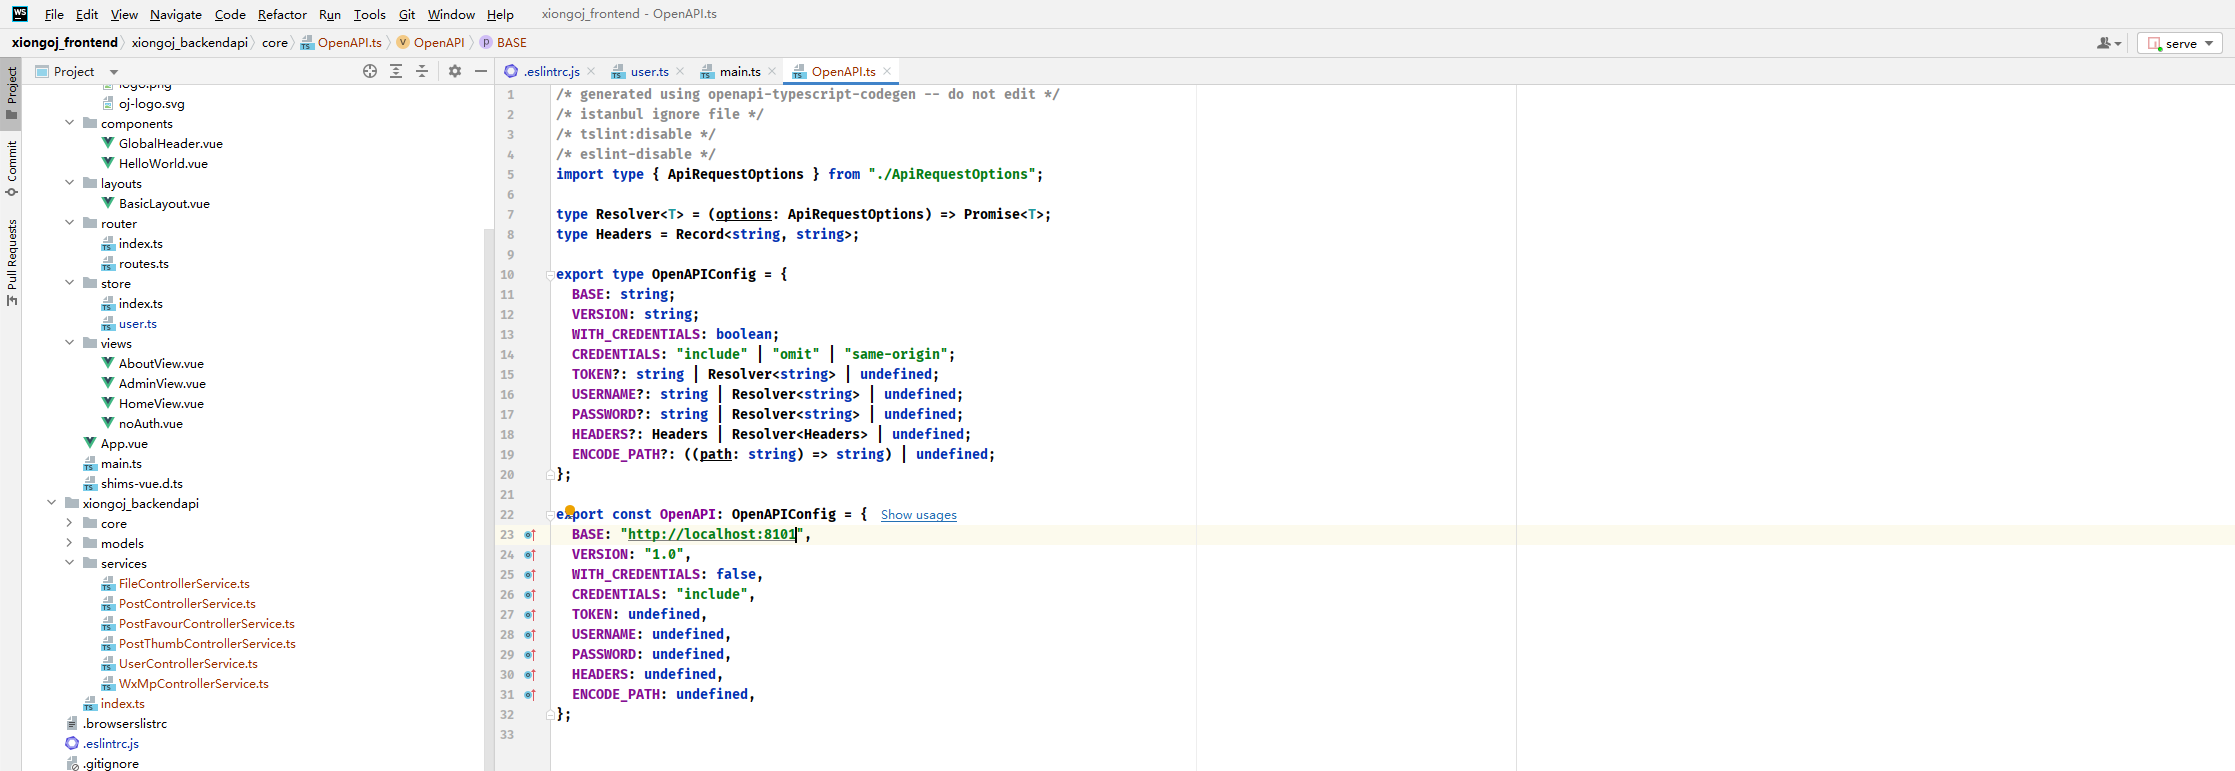 WS File Edit View Navigate Code Refactor Run Tools Git Window Help xiongoj_frontend - OpenAPI.ts
xiongoj_frontend xiongoj_backendapi core OpenAPI.ts OpenAPI BASE serve
Project
Commit
Pull Requests
Project
logo.png
oj-logo.svg
components
GlobalHeader.vue
HelloWorld.vue
layouts
BasicLayout.vue
router
index.ts
routes.ts
store
index.ts
user.ts
views
AboutView.vue
AdminView.vue
HomeView.vue
noAuth.vue
App.vue
main.ts
shims-vue.d.ts
xiongoj_backendapi
core
models
services
FileControllerService.ts
PostControllerService.ts
PostFavourControllerService.ts
PostThumbControllerService.ts
UserControllerService.ts
WxMpControllerService.ts
index.ts
.browserslistrc
.eslintrc.js
.gitignore
.eslintrc.js user.ts main.ts OpenAPI.ts
1 /* generated using openapi-typescript-codegen -- do not edit */
2 /* istanbul ignore file */
3 /* tslint:disable */
4 /* eslint-disable */
5 import type { ApiRequestOptions } from "./ApiRequestOptions";
6
7 type Resolver<T> = (options: ApiRequestOptions) => Promise<T>;
8 type Headers = Record<string, string>;
9
10 export type OpenAPIConfig = {
11 BASE: string;
12 VERSION: string;
13 WITH_CREDENTIALS: boolean;
14 CREDENTIALS: "include" | "omit" | "same-origin";
15 TOKEN?: string | Resolver<string> | undefined;
16 USERNAME?: string | Resolver<string> | undefined;
17 PASSWORD?: string | Resolver<string> | undefined;
18 HEADERS?: Headers | Resolver<Headers> | undefined;
19 ENCODE_PATH?: ((path: string) => string) | undefined;
20 };
21
22 export const OpenAPI: OpenAPIConfig = { Show usages
23 BASE: "http://localhost:8101",
24 VERSION: "1.0",
25 WITH_CREDENTIALS: false,
26 CREDENTIALS: "include",
27 TOKEN: undefined,
28 USERNAME: undefined,
29 PASSWORD: undefined,
30 HEADERS: undefined,
31 ENCODE_PATH: undefined,
32 };
33